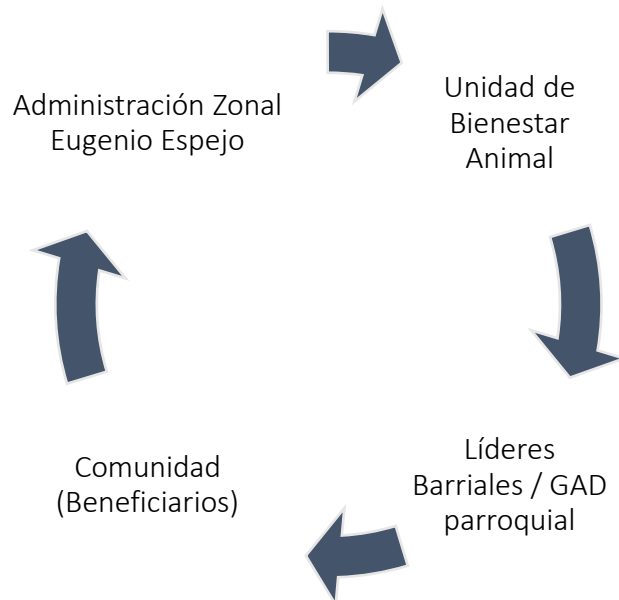 Administración Zonal
Eugenio Espejo
Unidad de
Bienestar
Animal
Líderes
Barriales / GAD
parroquial
Comunidad
(Beneficiarios)